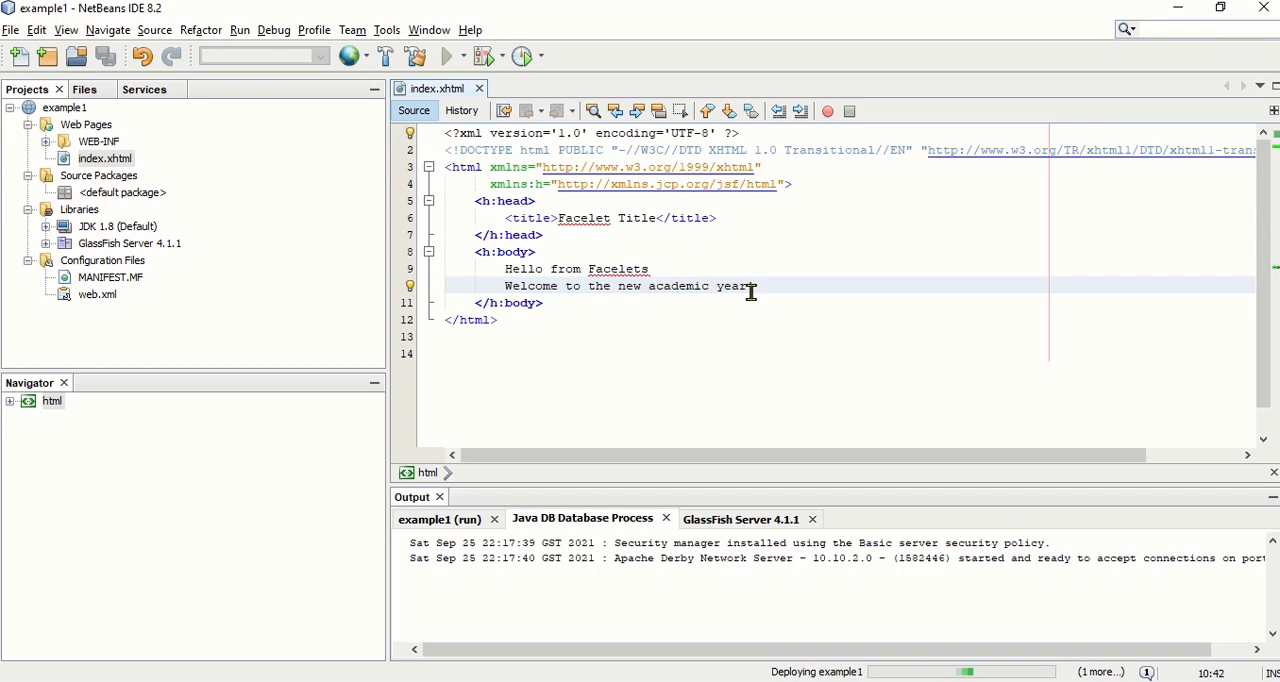 example1 - NetBeans IDE 8.2
File Edit View Navigate Source Refactor Run Debug Profile Team Tools Window Help
Projects Files Services
example1
Web Pages
WEB-INF
index.xhtml
Source Packages
<default package>
Libraries
JDK 1.8 (Default)
GlassFish Server 4.1.1
Configuration Files
MANIFEST.MF
web.xml
Navigator
html
index.xhtml
Source History
<?xml version='1.0' encoding='UTF-8' ?>
2 <!DOCTYPE html PUBLIC "-//W3C//DTD XHTML 1.0 Transitional//EN" "http://www.w3.org/TR/xhtml1/DTD/xhtml1-tran
3 <html xmlns="http://www.w3.org/1999/xhtml"
4 xmlns:h="http://xmlns.jcp.org/jsf/html">
5 <h:head>
6 <title>Facelet Title</title>
7 </h:head>
8 <h:body>
9 Hello from Facelets
Welcome to the new academic year
11 </h:body>
12 </html>
13
14
html
Output
example1 (run) Java DB Database Process GlassFish Server 4.1.1
Sat Sep 25 22:17:39 GST 2021 : Security manager installed using the Basic server security policy.
Sat Sep 25 22:17:40 GST 2021 : Apache Derby Network Server - 10.10.2.0 - (1582446) started and ready to accept connections on port
Deploying example1 (1 more...) 1 10:42 INS